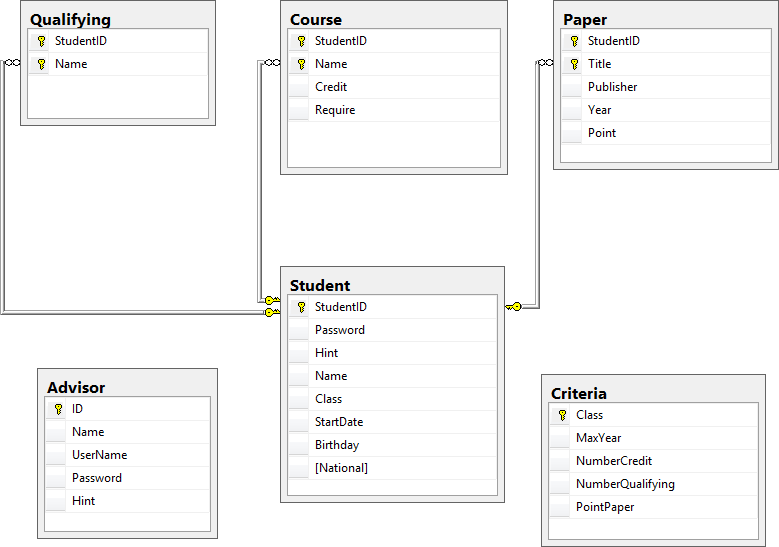 Qualifying
StudentID
Name
Course
StudentID
Name
Credit
Require
Paper
StudentID
Title
Publisher
Year
Point
Student
StudentID
Password
Hint
Name
Class
StartDate
Birthday
[National]
Advisor
ID
Name
UserName
Password
Hint
Criteria
Class
MaxYear
NumberCredit
NumberQualifying
PointPaper